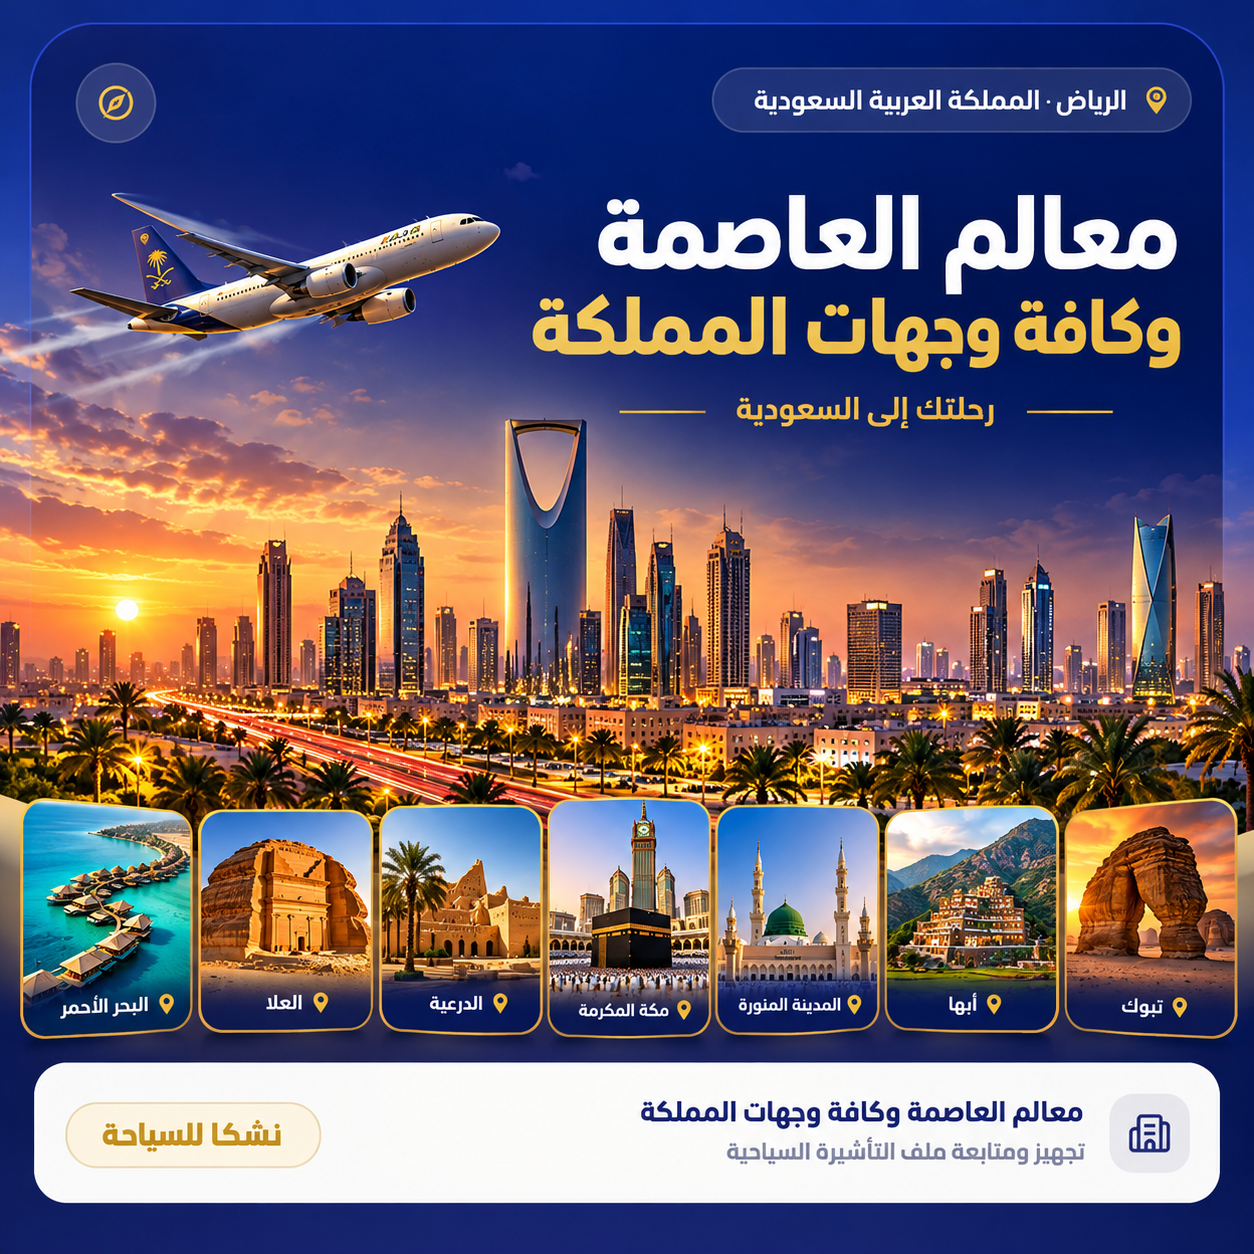 الرياض · المملكة العربية السعودية
معالم العاصمة
وكافة وجهات المملكة
رحلتك إلى السعودية
تبوك
أبها
المدينة المنورة
مكة المكرمة
الدرعية
العلا
البحر الأحمر
معالم العاصمة وكافة وجهات المملكة
تجهيز ومتابعة ملف التأشيرة السياحية
نشكا للسياحة